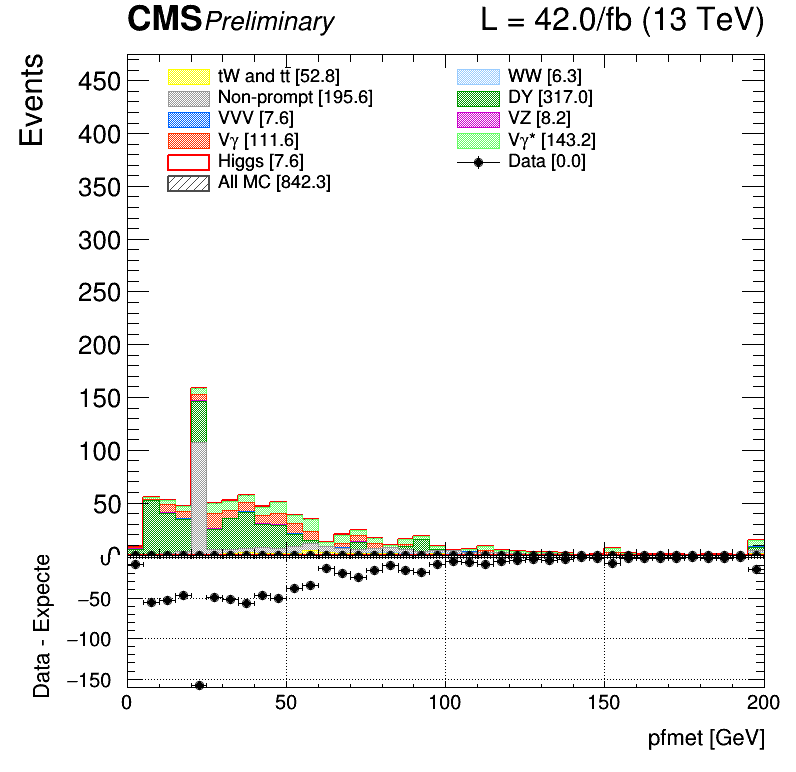 CMS Preliminary L = 42.0/fb (13 TeV)
Events
450
400
350
300
250
200
150
100
50
0
tW and tt̄ [52.8]
Non-prompt [195.6]
VVV [7.6]
Vγ [111.6]
Higgs [7.6]
All MC [842.3]
WW [6.3]
DY [317.0]
VZ [8.2]
Vγ* [143.2]
Data [0.0]
Data - Expecte
0
−50
−100
−150
0 50 100 150 200
pfmet [GeV]